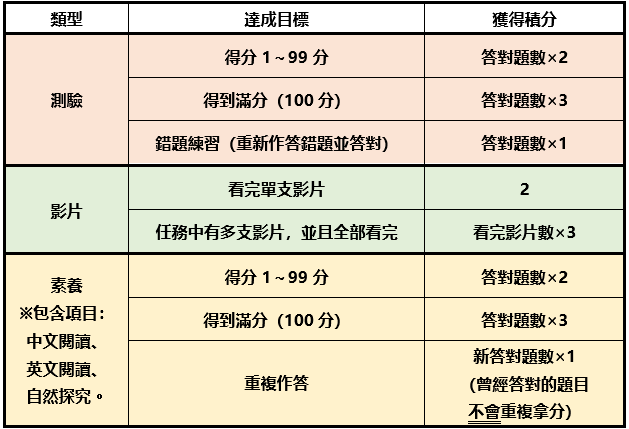 類型 達成目標 獲得積分
測驗
得分 1～99 分 答對題數×2
得到滿分（100 分） 答對題數×3
錯題練習（重新作答錯題並答對） 答對題數×1
影片
看完單支影片 2
任務中有多支影片，並且全部看完 看完影片數×3
素養
※包含項目：
中文閱讀、
英文閱讀、
自然探究。
得分 1～99 分 答對題數×2
得到滿分（100 分） 答對題數×3
重複作答
新答對題數×1
（曾經答對的題目
不會重複拿分）